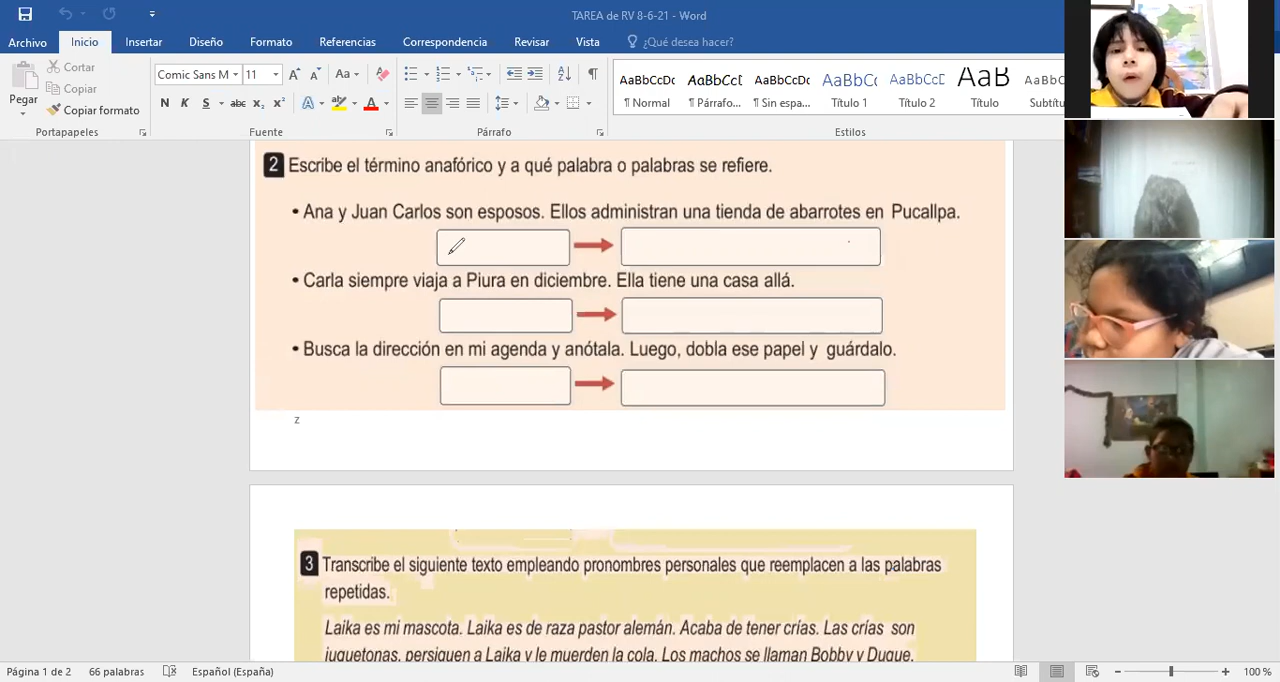 TAREA de RV 8-6-21 - Word
Archivo Inicio Insertar Diseño Formato Referencias Correspondencia Revisar Vista ¿Qué desea hacer?
Pegar
Cortar
Copiar
Copiar formato
Portapapeles
Comic Sans M 11
Aa
N K S abc x₂ x²
Fuente
Párrafo
AaBbCcDc AaBbCcD AaBbCcDc AaBbC AaBbCcD AaB AaBbC
¶ Normal ¶ Párrafo... ¶ Sin espa... Título 1 Título 2 Título Subtítu
Estilos
2 Escribe el término anafórico y a qué palabra o palabras se refiere.
• Ana y Juan Carlos son esposos. Ellos administran una tienda de abarrotes en Pucallpa.
• Carla siempre viaja a Piura en diciembre. Ella tiene una casa allá.
• Busca la dirección en mi agenda y anótala. Luego, dobla ese papel y guárdalo.
z
3 Transcribe el siguiente texto empleando pronombres personales que reemplacen a las palabras
repetidas.
Laika es mi mascota. Laika es de raza pastor alemán. Acaba de tener crías. Las crías son
juguetonas, persiguen a Laika y le muerden la cola. Los machos se llaman Bobby y Duque.
Página 1 de 2 66 palabras Español (España) 100 %